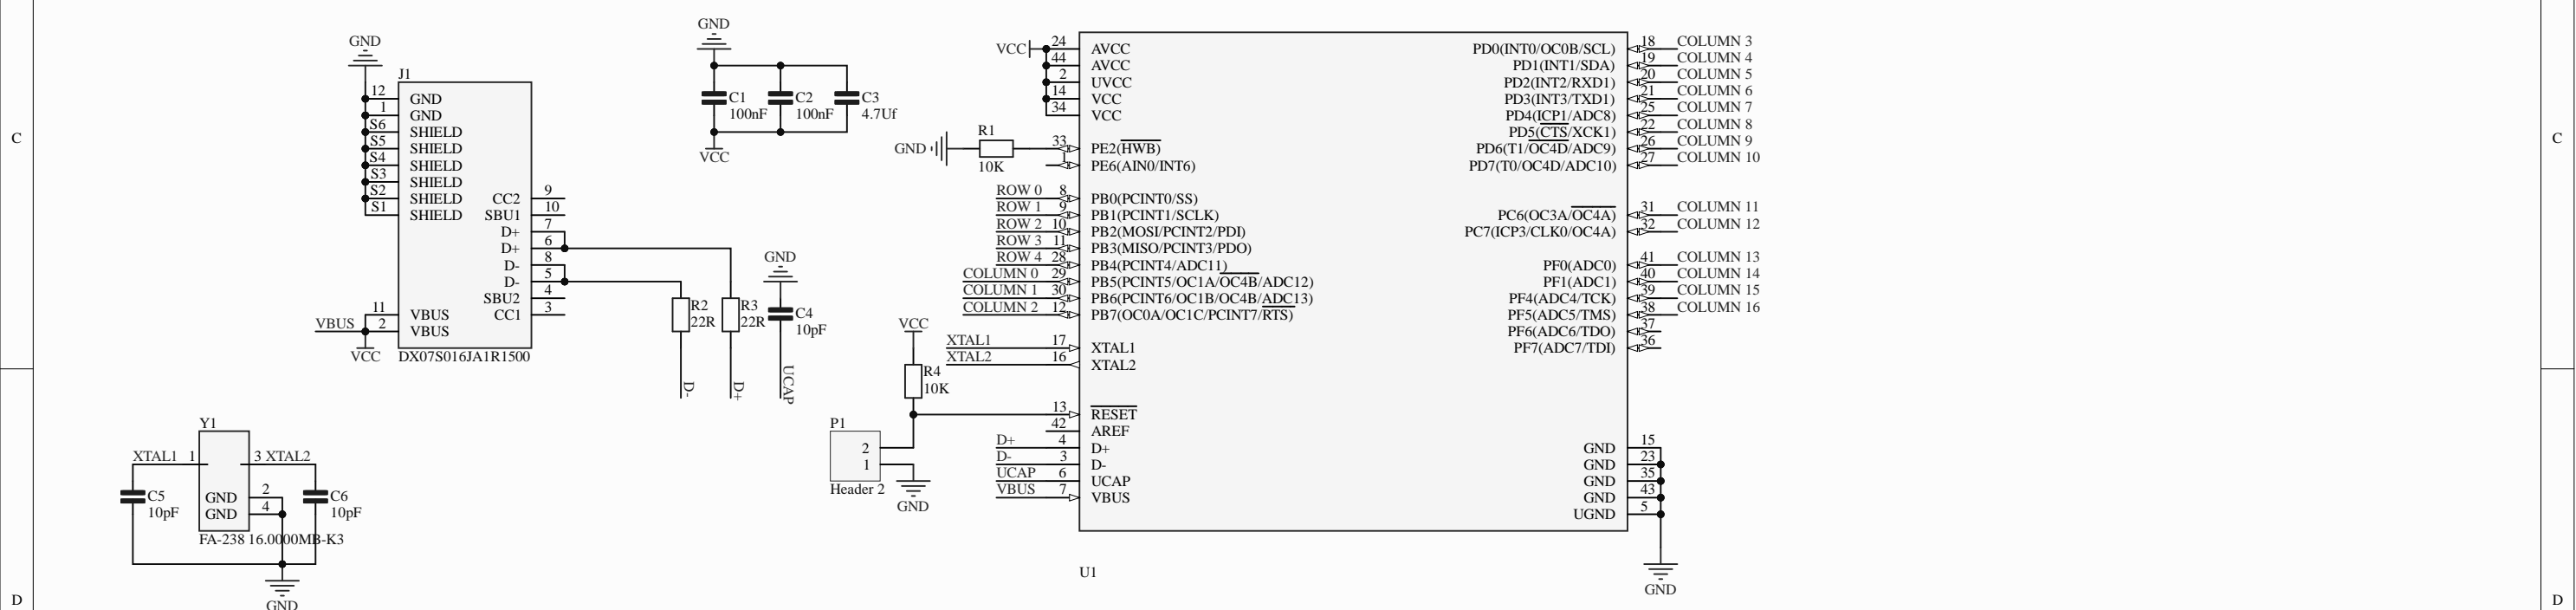 C
C
D
D
GND
J1
12 GND
1 GND
S6 SHIELD
S5 SHIELD
S4 SHIELD
S3 SHIELD
S2 SHIELD
S1 SHIELD
CC2 9
SBU1 10
D+ 7
D+ 6
D- 8
D- 5
SBU2 4
CC1 3
11 VBUS
VBUS 2 VBUS
VCC
DX07S016JA1R1500
GND
C1 100nF
C2 100nF
C3 4.7Uf
VCC
R2 22R
R3 22R
GND
C4 10pF
D-
D+
UCAP
Y1
XTAL1 1
3 XTAL2
GND 2
GND 4
C5 10pF
C6 10pF
FA-238 16.0000MB-K3
GND
VCC
R4 10K
P1
2
1
Header 2
GND
GND
R1
10K
VCC
24 AVCC
44 AVCC
2 UVCC
14 VCC
34 VCC
33 PE2(HWB)
1 PE6(AIN0/INT6)
ROW 0 8 PB0(PCINT0/SS)
ROW 1 9 PB1(PCINT1/SCLK)
ROW 2 10 PB2(MOSI/PCINT2/PDI)
ROW 3 11 PB3(MISO/PCINT3/PDO)
ROW 4 28 PB4(PCINT4/ADC11)
COLUMN 0 29 PB5(PCINT5/OC1A/OC4B/ADC12)
COLUMN 1 30 PB6(PCINT6/OC1B/OC4B/ADC13)
COLUMN 2 12 PB7(OC0A/OC1C/PCINT7/RTS)
XTAL1 17 XTAL1
XTAL2 16 XTAL2
13 RESET
42 AREF
D+ 4 D+
D- 3 D-
UCAP 6 UCAP
VBUS 7 VBUS
PD0(INT0/OC0B/SCL) 18 COLUMN 3
PD1(INT1/SDA) 19 COLUMN 4
PD2(INT2/RXD1) 20 COLUMN 5
PD3(INT3/TXD1) 21 COLUMN 6
PD4(ICP1/ADC8) 25 COLUMN 7
PD5(CTS/XCK1) 22 COLUMN 8
PD6(T1/OC4D/ADC9) 26 COLUMN 9
PD7(T0/OC4D/ADC10) 27 COLUMN 10
PC6(OC3A/OC4A) 31 COLUMN 11
PC7(ICP3/CLK0/OC4A) 32 COLUMN 12
PF0(ADC0) 41 COLUMN 13
PF1(ADC1) 40 COLUMN 14
PF4(ADC4/TCK) 39 COLUMN 15
PF5(ADC5/TMS) 38 COLUMN 16
PF6(ADC6/TDO) 37
PF7(ADC7/TDI) 36
GND 15
GND 23
GND 35
GND 43
UGND 5
GND
U1